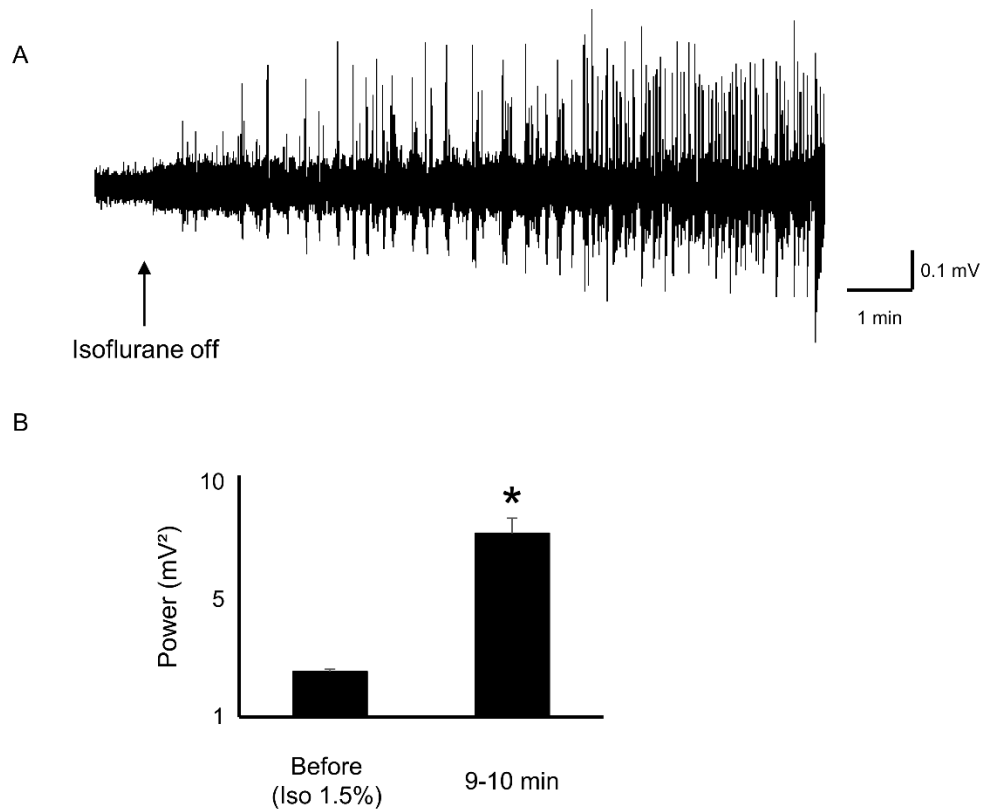 A
0.1 mV
1 min
Isoflurane off
B
10
*
5
1
Power (mV²)
Before
(Iso 1.5%)
9-10 min